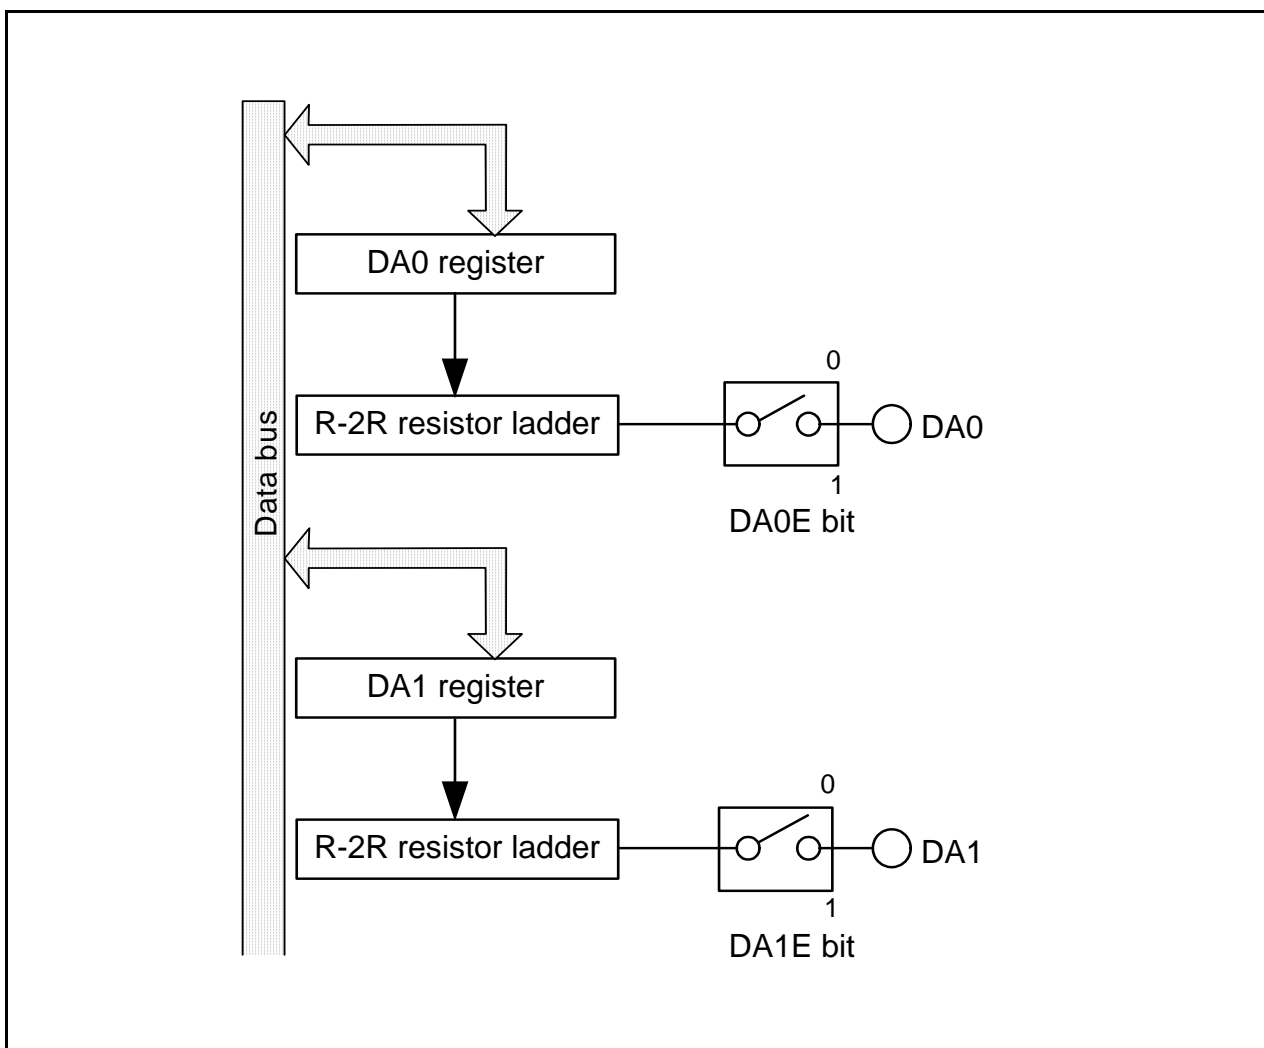 DA0 register
0
R-2R resistor ladder
DA0
1
DA0E bit
Data bus
DA1 register
0
R-2R resistor ladder
DA1
1
DA1E bit